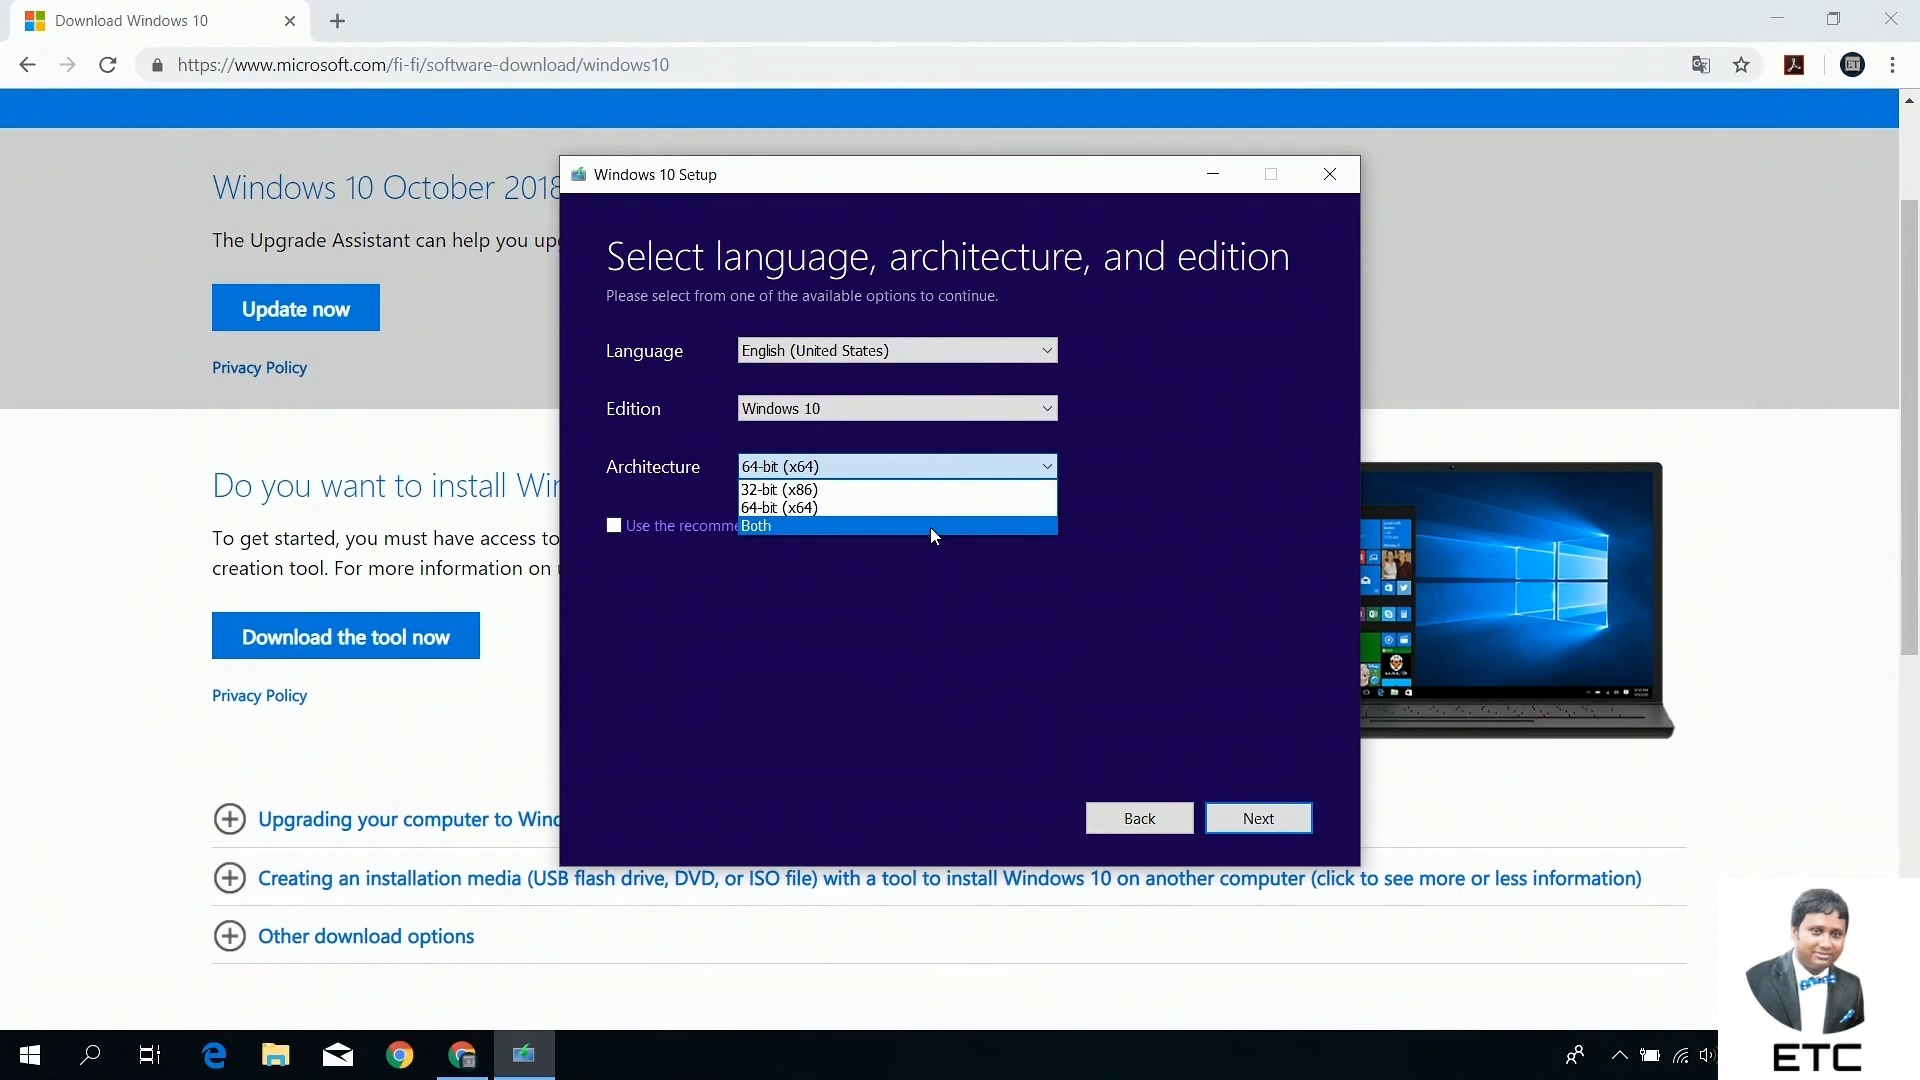 Download Windows 10
https://www.microsoft.com/fi-fi/software-download/windows10
ET
Windows 10 October 2018
The Upgrade Assistant can help you up
Update now
Privacy Policy
Windows 10 Setup
Select language, architecture, and edition
Please select from one of the available options to continue.
Language
English (United States)
Edition
Windows 10
Architecture
64-bit (x64)
32-bit (x86)
64-bit (x64)
Both
Use the recomme
Back
Next
Do you want to install Wi
To get started, you must have access to
creation tool. For more information on
Download the tool now
Privacy Policy
Upgrading your computer to Wind
Creating an installation media (USB flash drive, DVD, or ISO file) with a tool to install Windows 10 on another computer (click to see more or less information)
Other download options
ETC